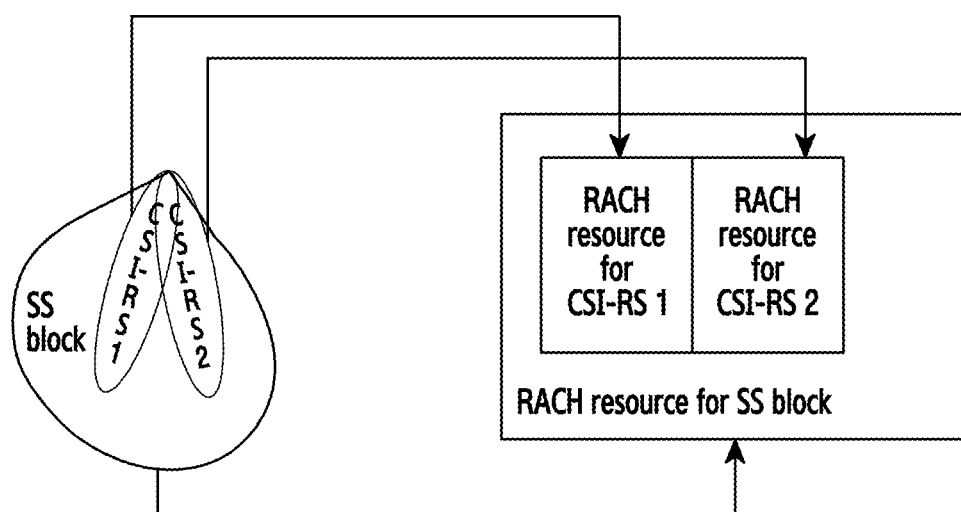 SS
block
CSI-RS1
CSI-RS2
RACH
resource
for
CSI-RS 1
RACH
resource
for
CSI-RS 2
RACH resource for SS block